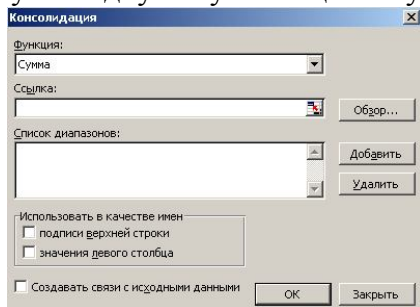 Консолидация
Функция:
Сумма
Ссылка:
Обзор...
Список диапазонов:
Добавить
Удалить
Использовать в качестве имен
подписи верхней строки
значения левого столбца
Создавать связи с исходными данными
ОК
Закрыть